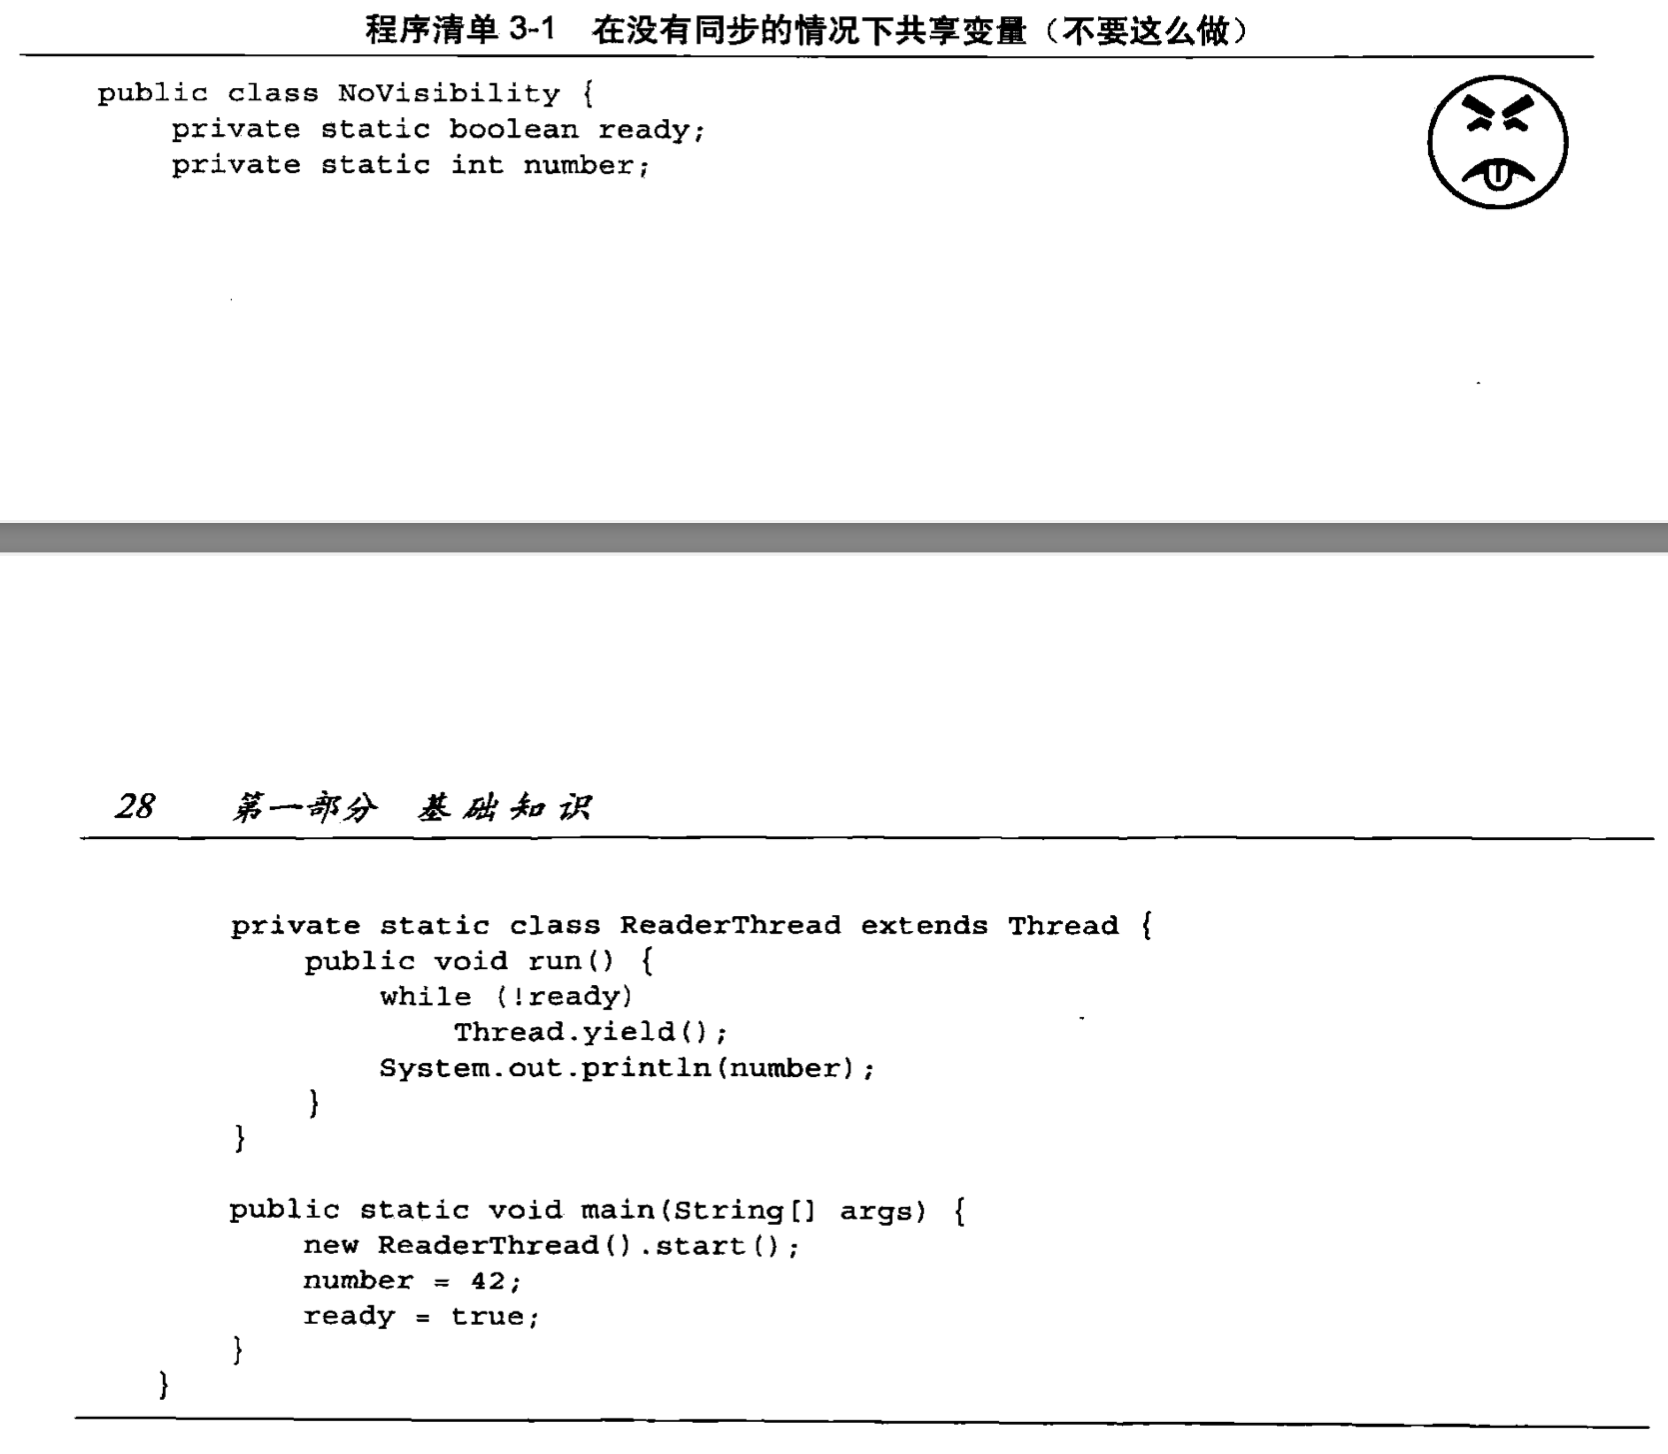 程序清单 3-1 在没有同步的情况下共享变量（不要这么做）
public class NoVisibility {
    private static boolean ready;
    private static int number;
28 第一部分 基础知识
    private static class ReaderThread extends Thread {
        public void run() {
            while (!ready)
                Thread.yield();
            System.out.println(number);
        }
    }
    public static void main(String[] args) {
        new ReaderThread().start();
        number = 42;
        ready = true;
    }
}